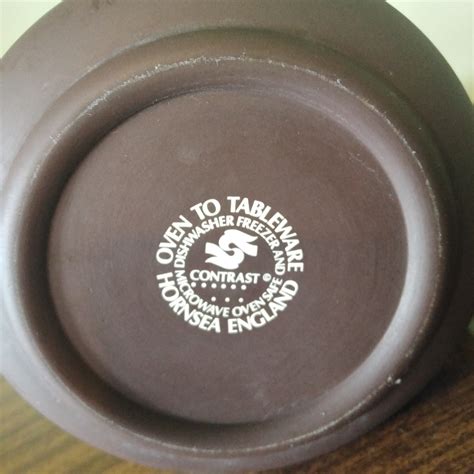 OVEN TO TABLEWARE
DISHWASHER FREEZER AND
MICROWAVE OVEN SAFE
CONTRAST ®
HORNSEA ENGLAND